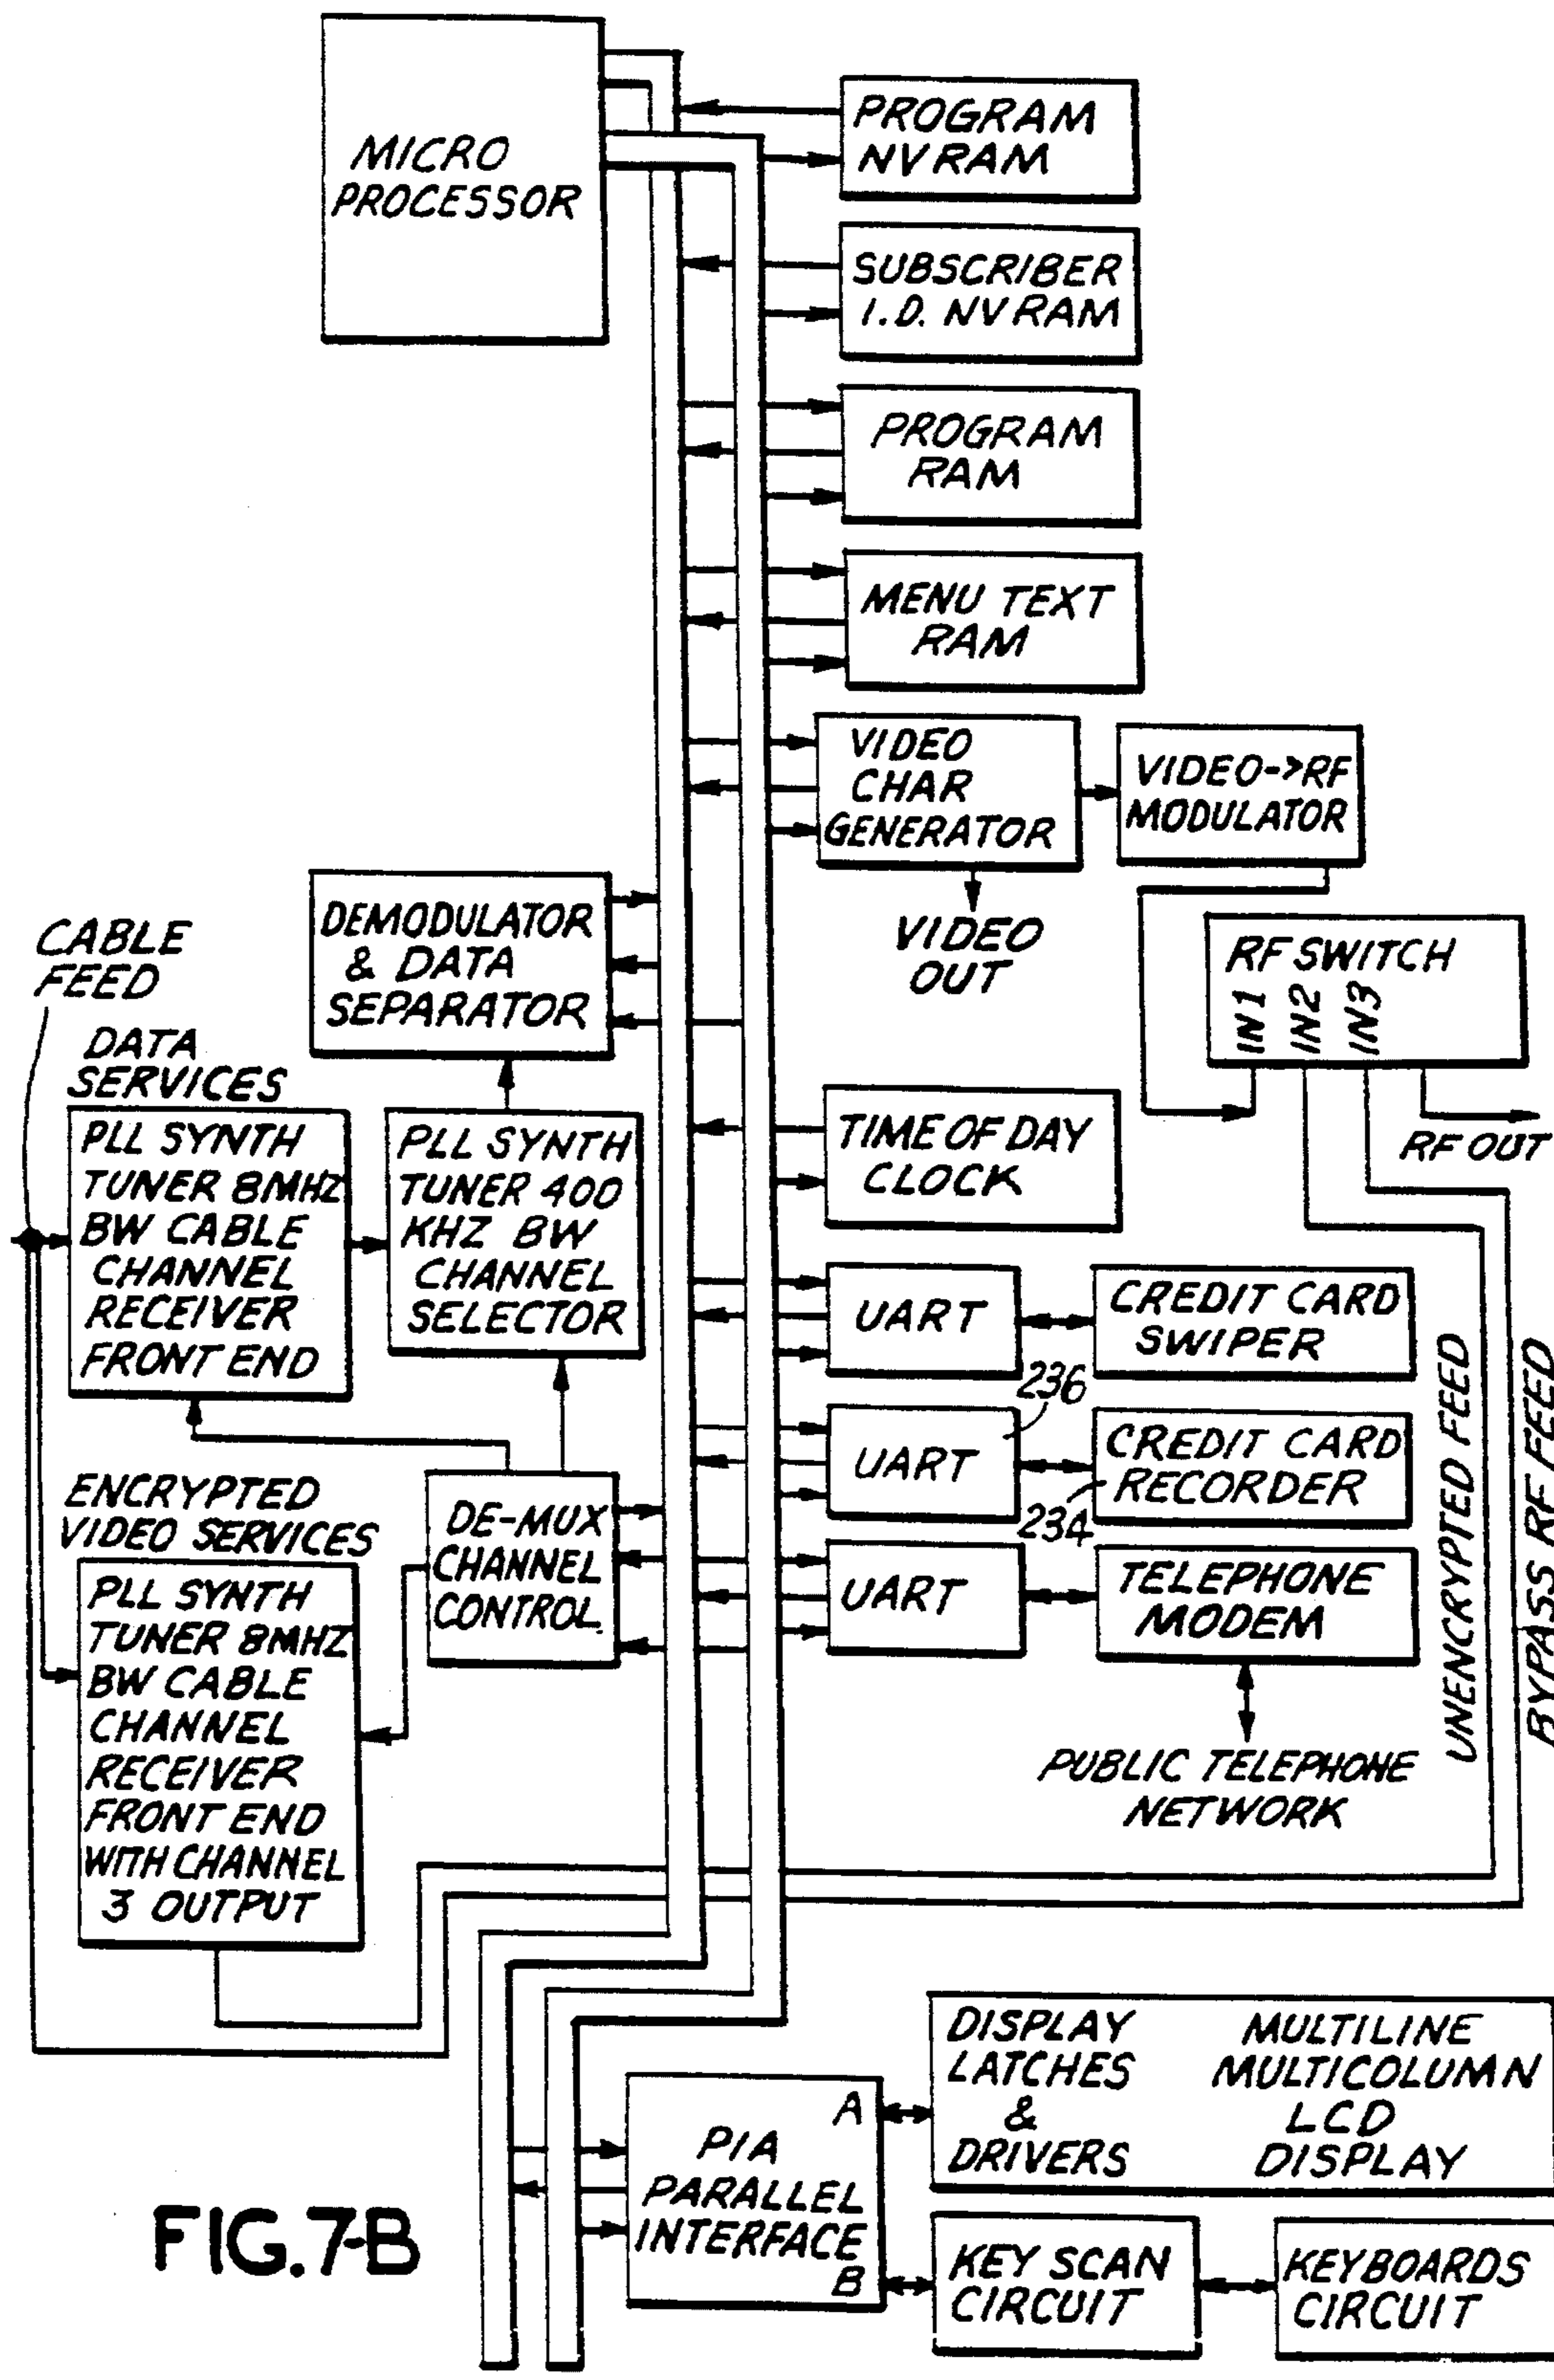 MICRO
PROCESSOR
PROGRAM
NVRAM
SUBSCRIBER
I.D. NVRAM
PROGRAM
RAM
MENU TEXT
RAM
VIDEO
CHAR
GENERATOR
VIDEO->RF
MODULATOR
VIDEO
OUT
RF SWITCH
IN1
IN2
IN3
RF OUT
DEMODULATOR
& DATA
SEPARATOR
CABLE
FEED
DATA
SERVICES
PLL SYNTH
TUNER 8MHZ
BW CABLE
CHANNEL
RECEIVER
FRONT END
PLL SYNTH
TUNER 400
KHZ BW
CHANNEL
SELECTOR
TIME OF DAY
CLOCK
UART
CREDIT CARD
SWIPER
236
UART
CREDIT CARD
RECORDER
234
UART
TELEPHONE
MODEM
PUBLIC TELEPHONE
NETWORK
UNENCRYPTED FEED
BYPASS RF FEED
ENCRYPTED
VIDEO SERVICES
DE-MUX
CHANNEL
CONTROL.
PLL SYNTH
TUNER 8MHZ
BW CABLE
CHANNEL
RECEIVER
FRONT END
WITH CHANNEL
3 OUTPUT
PIA
PARALLEL
INTERFACE
A
B
DISPLAY
LATCHES
&
DRIVERS
MULTILINE
MULTICOLUMN
LCD
DISPLAY
KEY SCAN
CIRCUIT
KEYBOARDS
CIRCUIT
FIG.7-B